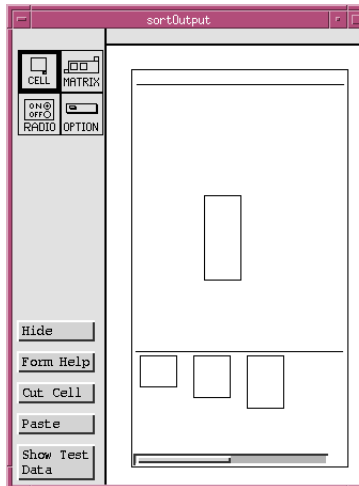 sortOutput
CELL
MATRIX
ON
OFF
RADIO
OPTION
Hide
Form Help
Cut Cell
Paste
Show Test
Data